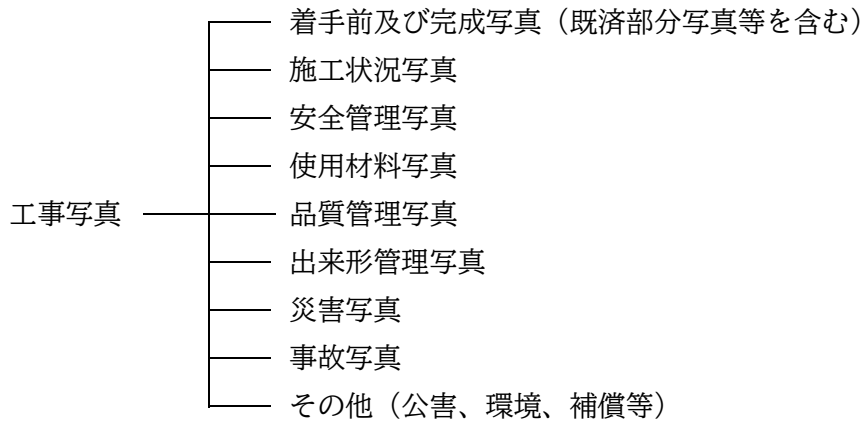 着手前及び完成写真（既済部分写真等を含む）
施工状況写真
安全管理写真
使用材料写真
工事写真 品質管理写真
出来形管理写真
災害写真
事故写真
その他（公害、環境、補償等）